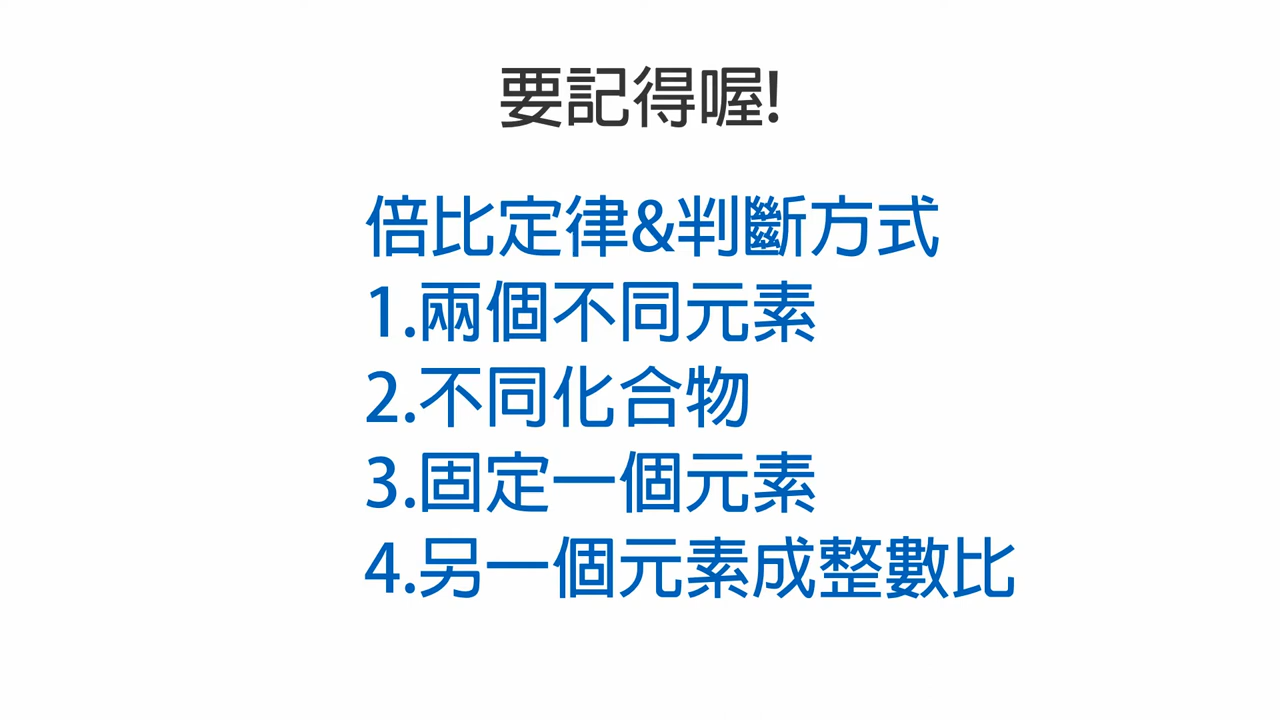 要記得喔!
倍比定律&判斷方式
1.兩個不同元素
2.不同化合物
3.固定一個元素
4.另一個元素成整數比